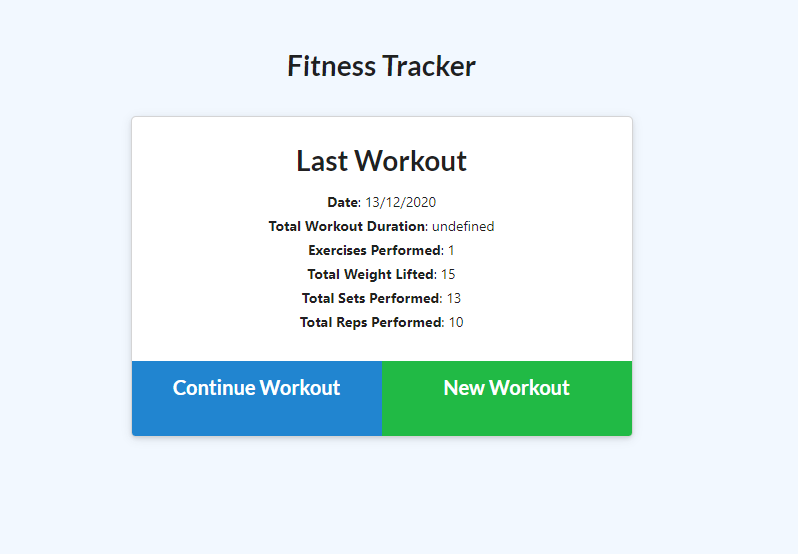 Fitness Tracker
Last Workout
Date: 13/12/2020
Total Workout Duration: undefined
Exercises Performed: 1
Total Weight Lifted: 15
Total Sets Performed: 13
Total Reps Performed: 10
Continue Workout
New Workout